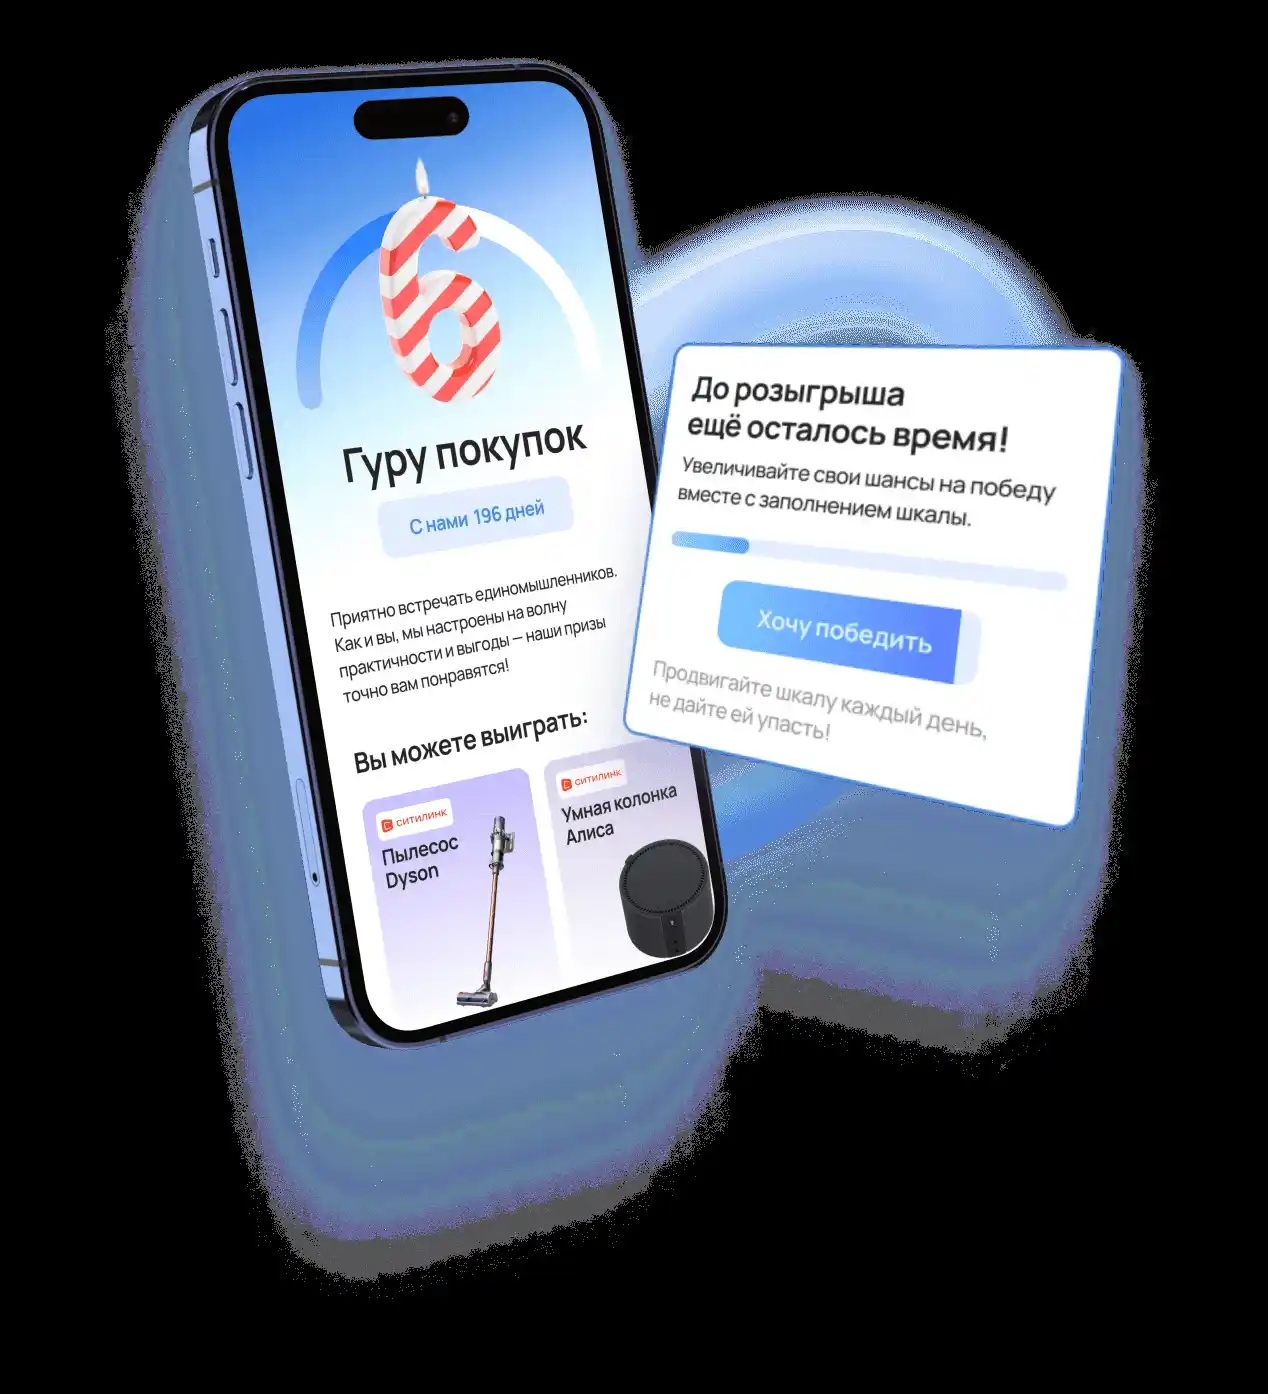 6
Гуру покупок
С нами 196 дней
Приятно встречать единомышленников.
Как и вы, мы настроены на волну
практичности и выгоды — наши призы
точно вам понравятся!
Вы можете выиграть:
СИТИЛИНК
Пылесос
Dyson
СИТИЛИНК
Умная колонка
Алиса
До розыгрыша
ещё осталось время!
Увеличивайте свои шансы на победу
вместе с заполнением шкалы.
Хочу победить
Продвигайте шкалу каждый день,
не дайте ей упасть!